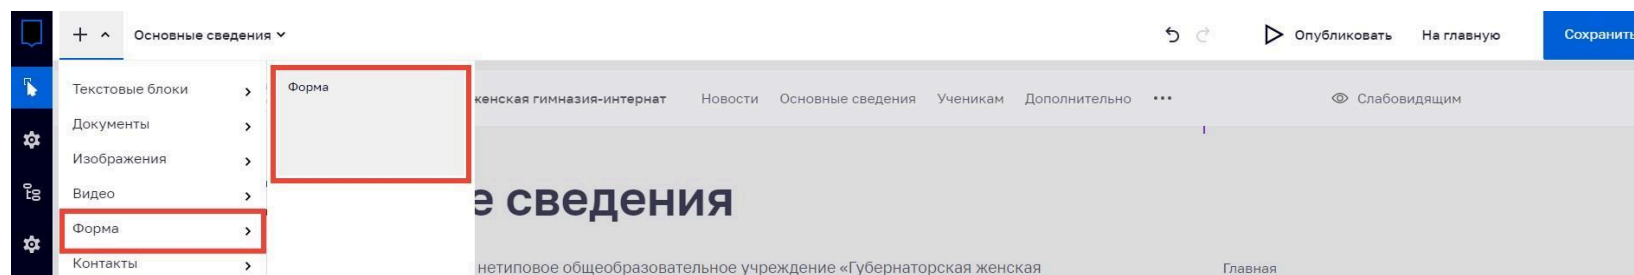 Основные сведения
Опубликовать
На главную
Сохранить
Текстовые блоки
Документы
Изображения
Видео
Форма
Контакты
Форма
женская гимназия-интернат
Новости
Основные сведения
Ученикам
Дополнительно
Слабовидящим
е сведения
нетиповое общеобразовательное учреждение «Губернаторская женская
Главная